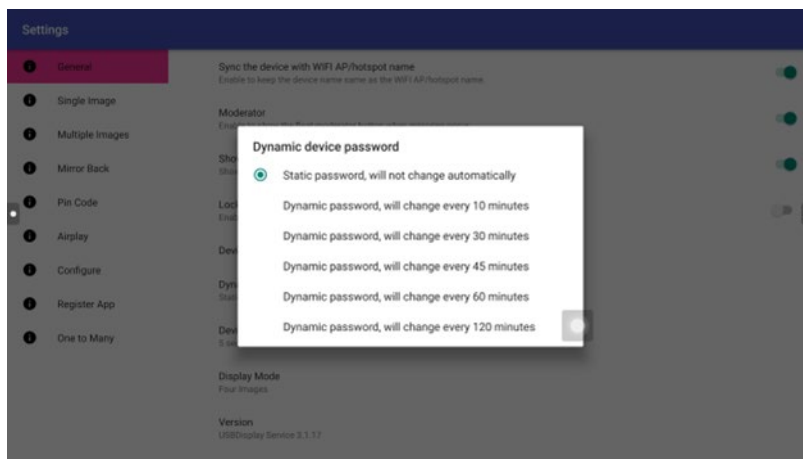 Settings
General
Single Image
Multiple Images
Mirror Back
Pin Code
Airplay
Configure
Register App
One to Many
Sync the device with WIFI AP/hotspot name
Enable to keep the device name same as the WIFI AP/hotspot name.
Moderator
Dynamic device password
Static password, will not change automatically
Dynamic password, will change every 10 minutes
Dynamic password, will change every 30 minutes
Dynamic password, will change every 45 minutes
Dynamic password, will change every 60 minutes
Dynamic password, will change every 120 minutes
Display Mode
Four Images
Version
USBDisplay Service 3.1.17